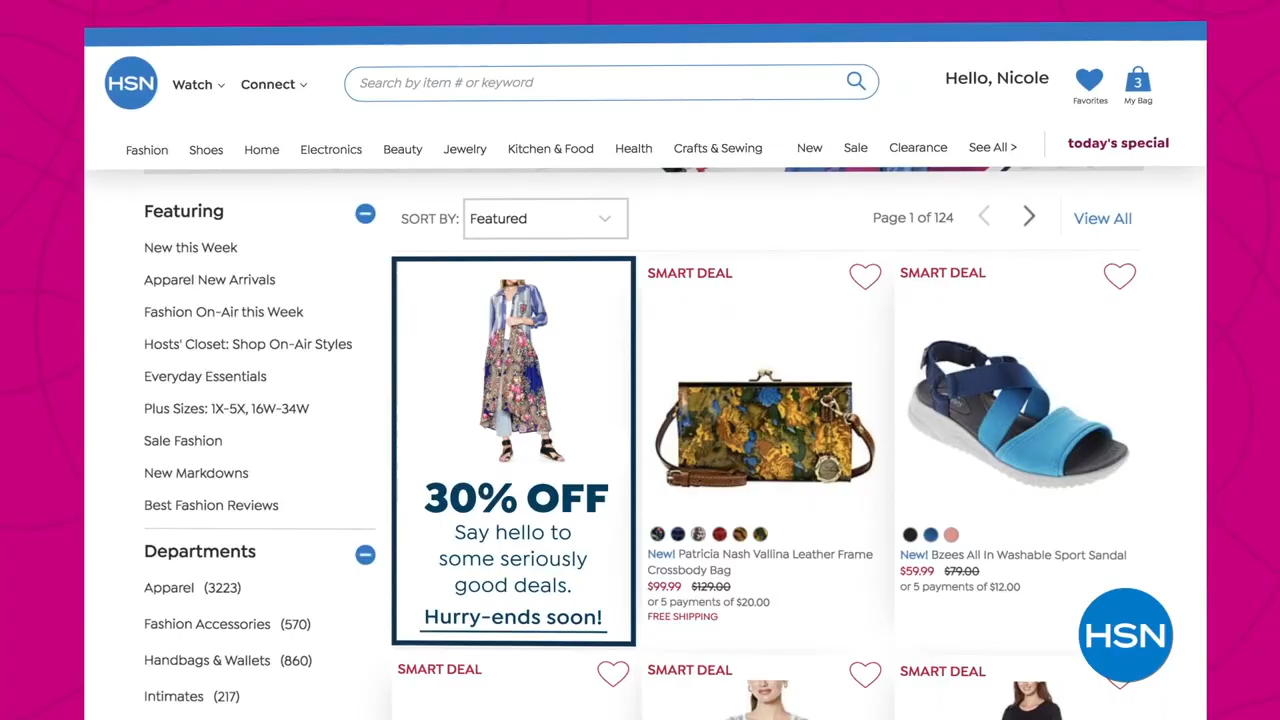 HSN
Watch
Connect
Search by item # or keyword
Hello, Nicole
Favorites
3
My Bag
Fashion
Shoes
Home
Electronics
Beauty
Jewelry
Kitchen & Food
Health
Crafts & Sewing
New
Sale
Clearance
See All >
today's special
Featuring
New this Week
Apparel New Arrivals
Fashion On-Air this Week
Hosts' Closet: Shop On-Air Styles
Everyday Essentials
Plus Sizes: 1X-5X, 16W-34W
Sale Fashion
New Markdowns
Best Fashion Reviews
Departments
Apparel (3223)
Fashion Accessories (570)
Handbags & Wallets (860)
Intimates (217)
SORT BY: Featured
Page 1 of 124
View All
30% OFF
Say hello to
some seriously
good deals.
Hurry-ends soon!
SMART DEAL
New! Patricia Nash Vallina Leather Frame
Crossbody Bag
$99.99 $129.00
or 5 payments of $20.00
FREE SHIPPING
SMART DEAL
New! Bzees All In Washable Sport Sandal
$59.99 $79.00
or 5 payments of $12.00
SMART DEAL
SMART DEAL
SMART DEAL
HSN